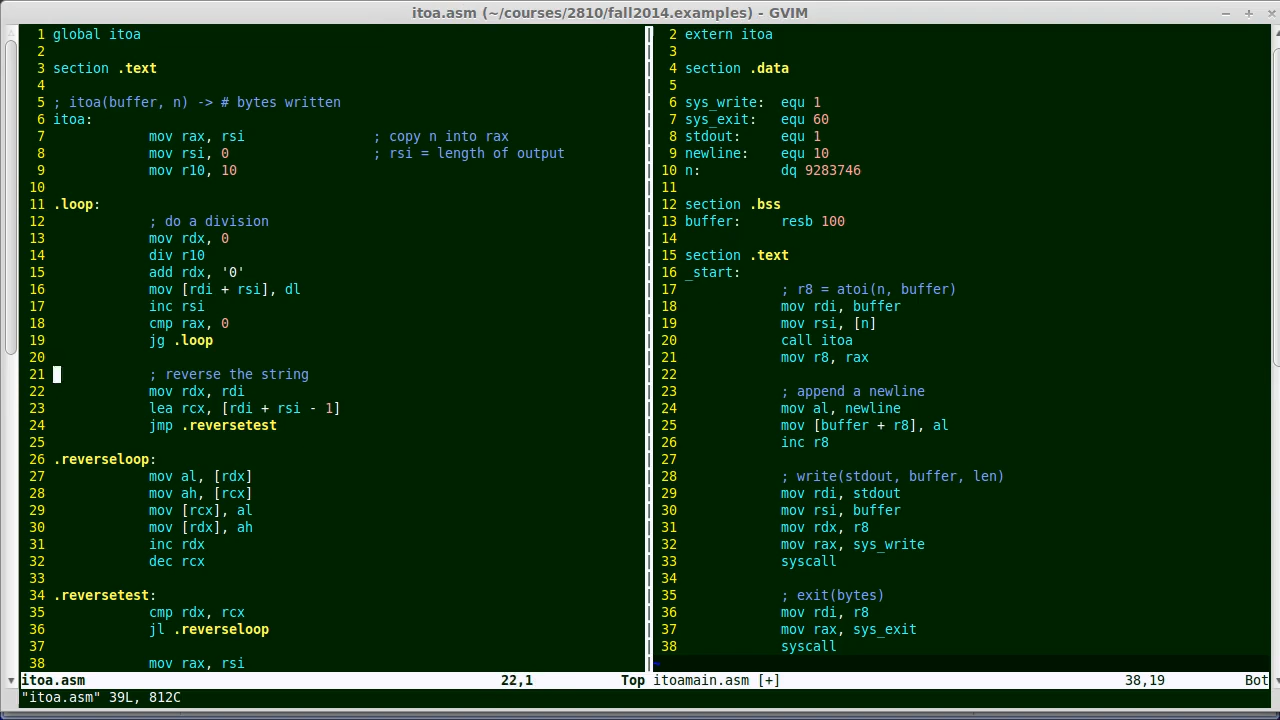 itoa.asm (~/courses/2810/fall2014.examples) - GVIM
1 global itoa
2
3 section .text
4
5 ; itoa(buffer, n) -> # bytes written
6 itoa:
7 mov rax, rsi ; copy n into rax
8 mov rsi, 0 ; rsi = length of output
9 mov r10, 10
10
11 .loop:
12 ; do a division
13 mov rdx, 0
14 div r10
15 add rdx, '0'
16 mov [rdi + rsi], dl
17 inc rsi
18 cmp rax, 0
19 jg .loop
20
21 ; reverse the string
22 mov rdx, rdi
23 lea rcx, [rdi + rsi - 1]
24 jmp .reversetest
25
26 .reverseloop:
27 mov al, [rdx]
28 mov ah, [rcx]
29 mov [rcx], al
30 mov [rdx], ah
31 inc rdx
32 dec rcx
33
34 .reversetest:
35 cmp rdx, rcx
36 jl .reverseloop
37
38 mov rax, rsi
itoa.asm 22,1 Top
"itoa.asm" 39L, 812C
2 extern itoa
3
4 section .data
5
6 sys_write: equ 1
7 sys_exit: equ 60
8 stdout: equ 1
9 newline: equ 10
10 n: dq 9283746
11
12 section .bss
13 buffer: resb 100
14
15 section .text
16 _start:
17 ; r8 = atoi(n, buffer)
18 mov rdi, buffer
19 mov rsi, [n]
20 call itoa
21 mov r8, rax
22
23 ; append a newline
24 mov al, newline
25 mov [buffer + r8], al
26 inc r8
27
28 ; write(stdout, buffer, len)
29 mov rdi, stdout
30 mov rsi, buffer
31 mov rdx, r8
32 mov rax, sys_write
33 syscall
34
35 ; exit(bytes)
36 mov rdi, r8
37 mov rax, sys_exit
38 syscall
~
itoamain.asm [+] 38,19 Bot